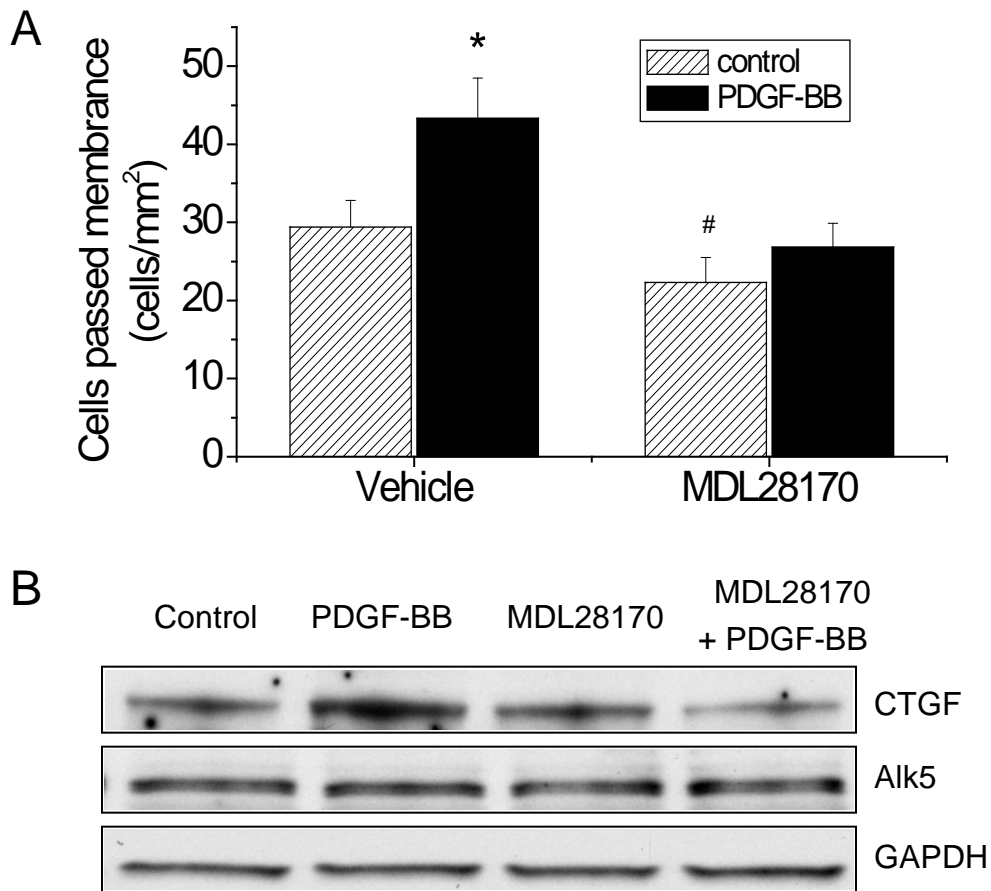 A
*
control
PDGF-BB
Cells passed membrance
(cells/mm²)
50
40
30
20
10
0
#
Vehicle
MDL28170
B
Control
PDGF-BB
MDL28170
MDL28170
+ PDGF-BB
CTGF
Alk5
GAPDH